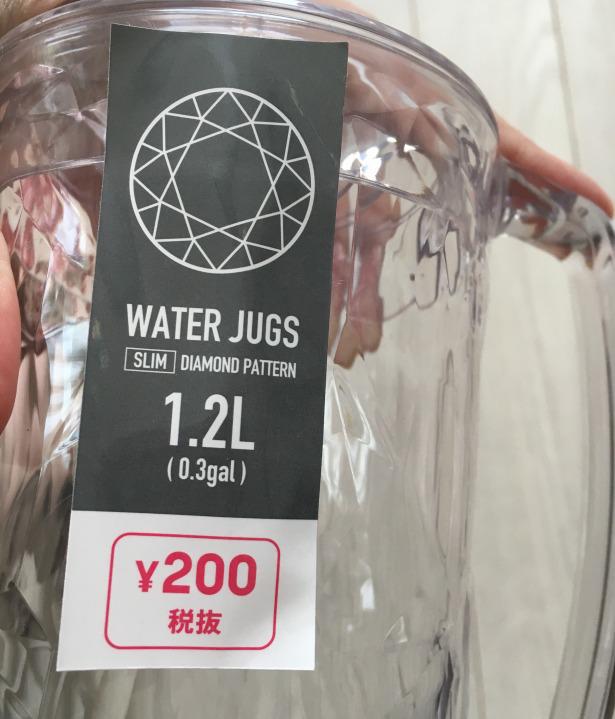 WATER JUGS
SLIM DIAMOND PATTERN
1.2L
(0.3gal)
¥200
税抜